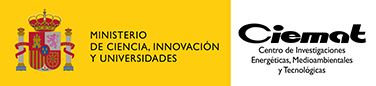 MINISTERIO
DE CIENCIA, INNOVACIÓN
Y UNIVERSIDADES
Ciemat
Centro de Investigaciones
Energéticas, Medioambientales
y Tecnológicas